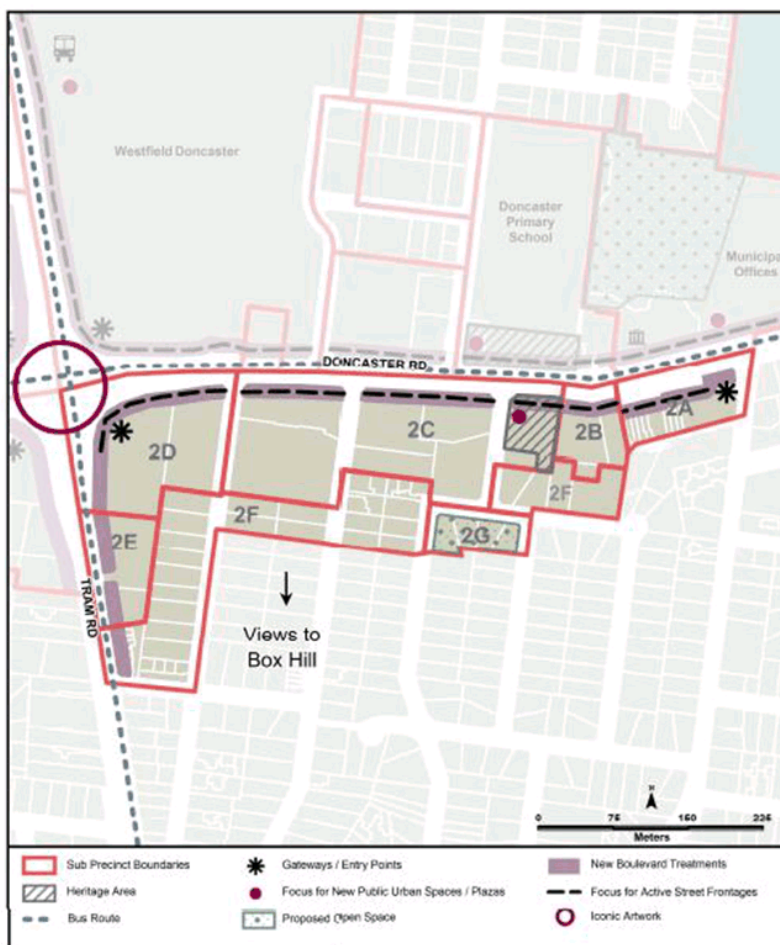 Westfield Doncaster
Doncaster
Primary
School
Municipa
Offices
DONCASTER RD
2A
2B
2C
2D
2F
2F
2E
2G
TRAM RD
Views to
Box Hill
N
0 75 150 225
Meters
Sub Precinct Boundaries
Gateways / Entry Points
New Boulevard Treatments
Heritage Area
Focus for New Public Urban Spaces / Plazas
Focus for Active Street Frontages
Bus Route
Proposed Open Space
Iconic Artwork